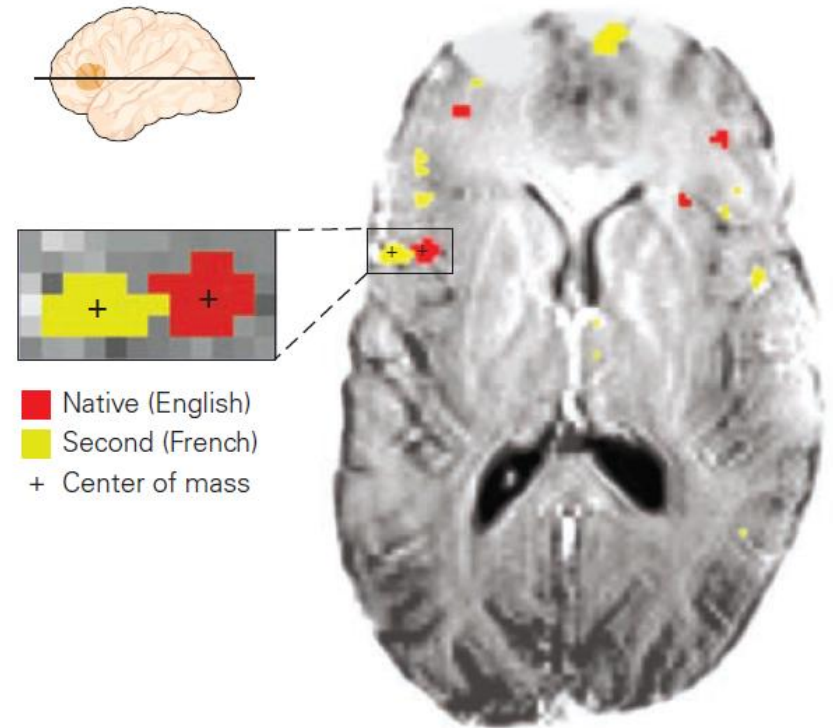 Native (English)
Second (French)
+ Center of mass